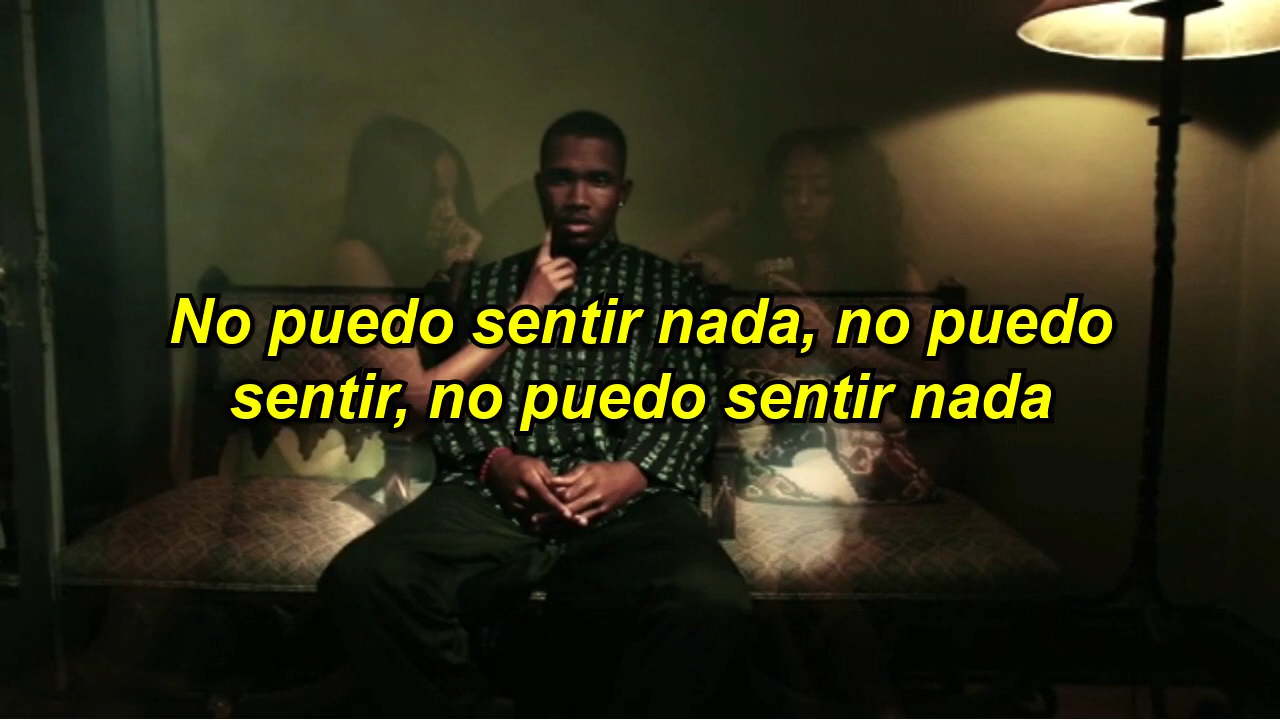 No puedo sentir nada, no puedo
sentir, no puedo sentir nada